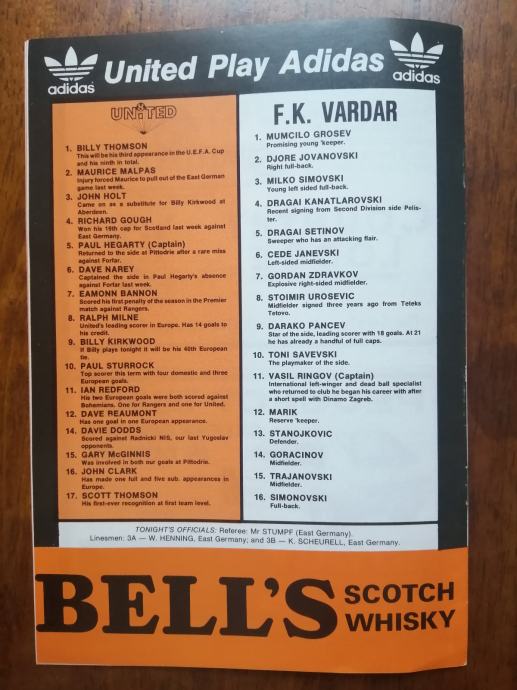 adidas
United Play Adidas
adidas
UNITED
1. BILLY THOMSON
This will be his third appearance in the U.E.F.A. Cup
and his ninth in total.
2. MAURICE MALPAS
Injury forced Maurice to pull out of the East German
game last week.
3. JOHN HOLT
Came on as a substitute for Billy Kirkwood at
Aberdeen.
4. RICHARD GOUGH
Won his 19th cap for Scotland last week against
East Germany.
5. PAUL HEGARTY (Captain)
Returned to the side at Pittodrie after a rare miss
against Forfar.
6. DAVE NAREY
Captained the side in Paul Hegarty's absence
against Forfar last week.
7. EAMONN BANNON
Scored his first penalty of the season in the Premier
match against Rangers.
8. RALPH MILNE
United's leading scorer in Europe. Has 14 goals to
his credit.
9. BILLY KIRKWOOD
If Billy plays tonight it will be his 40th European
tie.
10. PAUL STURROCK
Top scorer this term with four domestic and three
European goals.
11. IAN REDFORD
His two European goals were both scored against
Bohemians. One for Rangers and one for United.
12. DAVE REAUMONT
Has one goal in one European appearance.
14. DAVIE DODDS
Scored against Radnicki NIS, our last Yugoslav
opponents.
15. GARY McGINNIS
Was involved in both our goals at Pittodrie.
16. JOHN CLARK
Has made one full and five sub. appearances in
Europe.
17. SCOTT THOMSON
His first-ever recognition at first team level.
F.K. VARDAR
1. MUMCILO GROSEV
Promising young 'keeper.
2. DJORE JOVANOVSKI
Right full-back.
3. MILKO SIMOVSKI
Young left sided full-back.
4. DRAGAI KANATLAROVSKI
Recent signing from Second Division side Pelis-
ter.
5. DRAGAI SETINOV
Sweeper who has an attacking flair.
6. CEDE JANEVSKI
Left-sided midfielder.
7. GORDAN ZDRAVKOV
Explosive right-sided midfielder.
8. STOIMIR UROSEVIC
Midfielder signed three years ago from Teteks
Tetovo.
9. DARAKO PANCEV
Star of the side, leading scorer with 18 goals. At 21
he has already a handful of full caps.
10. TONI SAVEVSKI
The playmaker of the side.
11. VASIL RINGOV (Captain)
International left-winger and dead ball specialist
who returned to club he began his career with after
a short spell with Dinamo Zagreb.
12. MARIK
Reserve 'keeper.
13. STANOJKOVIC
Defender.
14. GORACINOV
Midfielder.
15. TRAJANOVSKI
Midfielder.
16. SIMONOVSKI
Full-back.
TONIGHT'S OFFICIALS: Referee: Mr STUMPF (East Germany).
Linesmen: 3A — W. HENNING, East Germany; and 3B — K. SCHEURELL, East Germany.
BELL'S SCOTCH
WHISKY